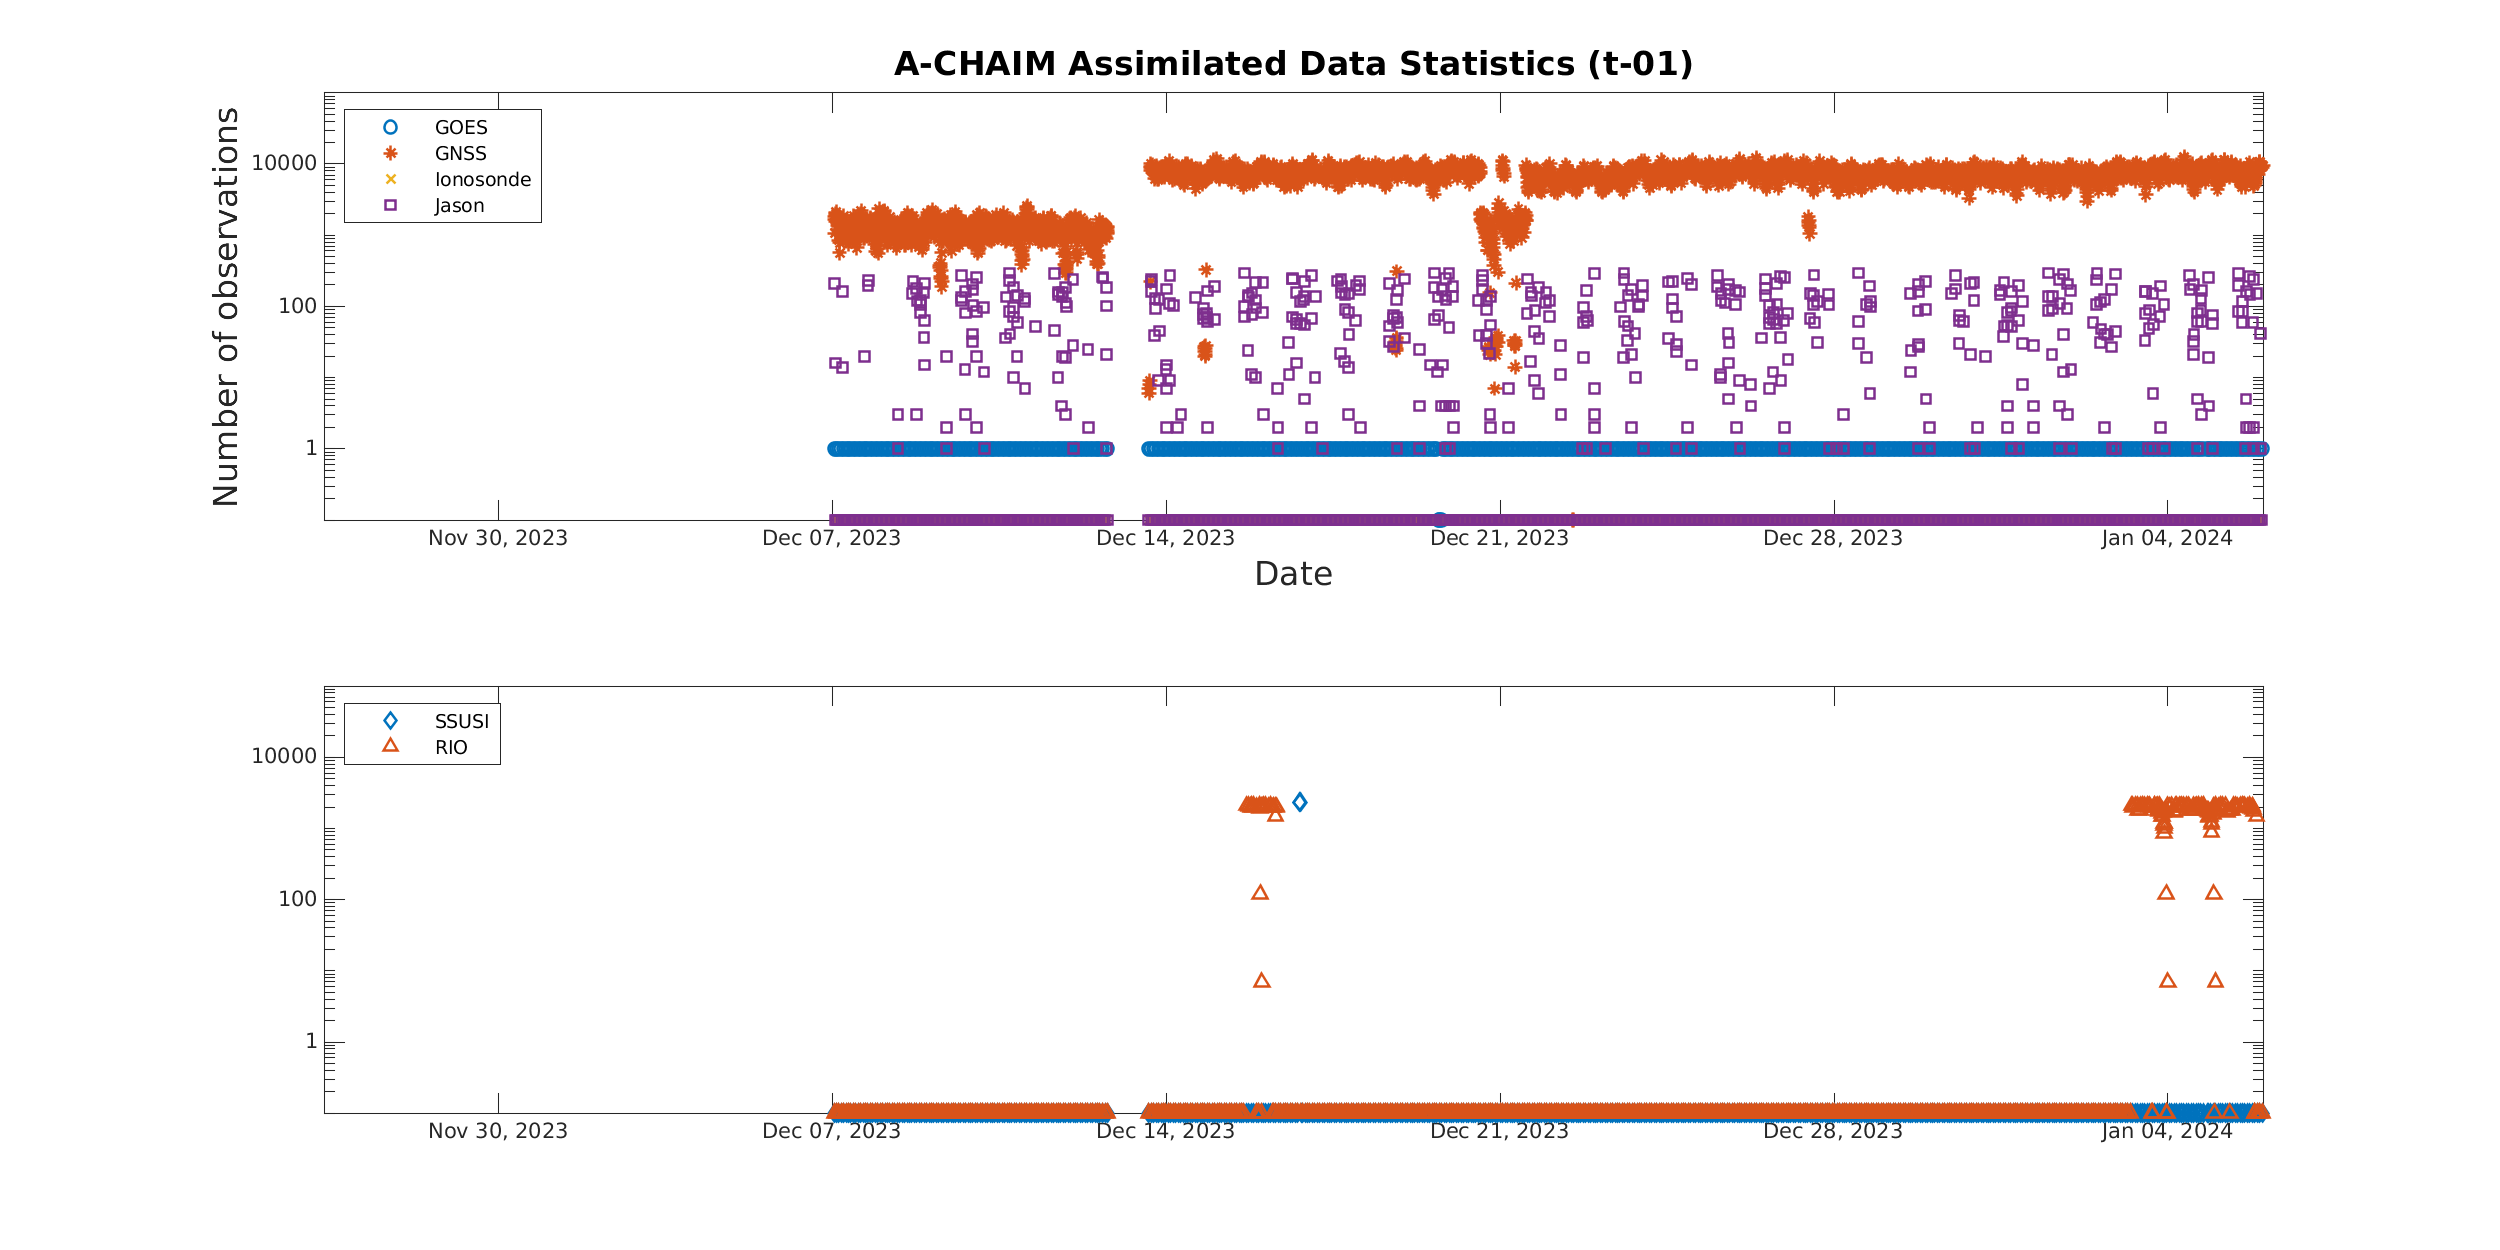 A-CHAIM Assimilated Data Statistics (t-01)
Number of observations
10000
100
1
GOES
GNSS
Ionosonde
Jason
Nov 30, 2023
Dec 07, 2023
Dec 14, 2023
Dec 21, 2023
Dec 28, 2023
Jan 04, 2024
Date
10000
100
1
SSUSI
RIO
Nov 30, 2023
Dec 07, 2023
Dec 14, 2023
Dec 21, 2023
Dec 28, 2023
Jan 04, 2024